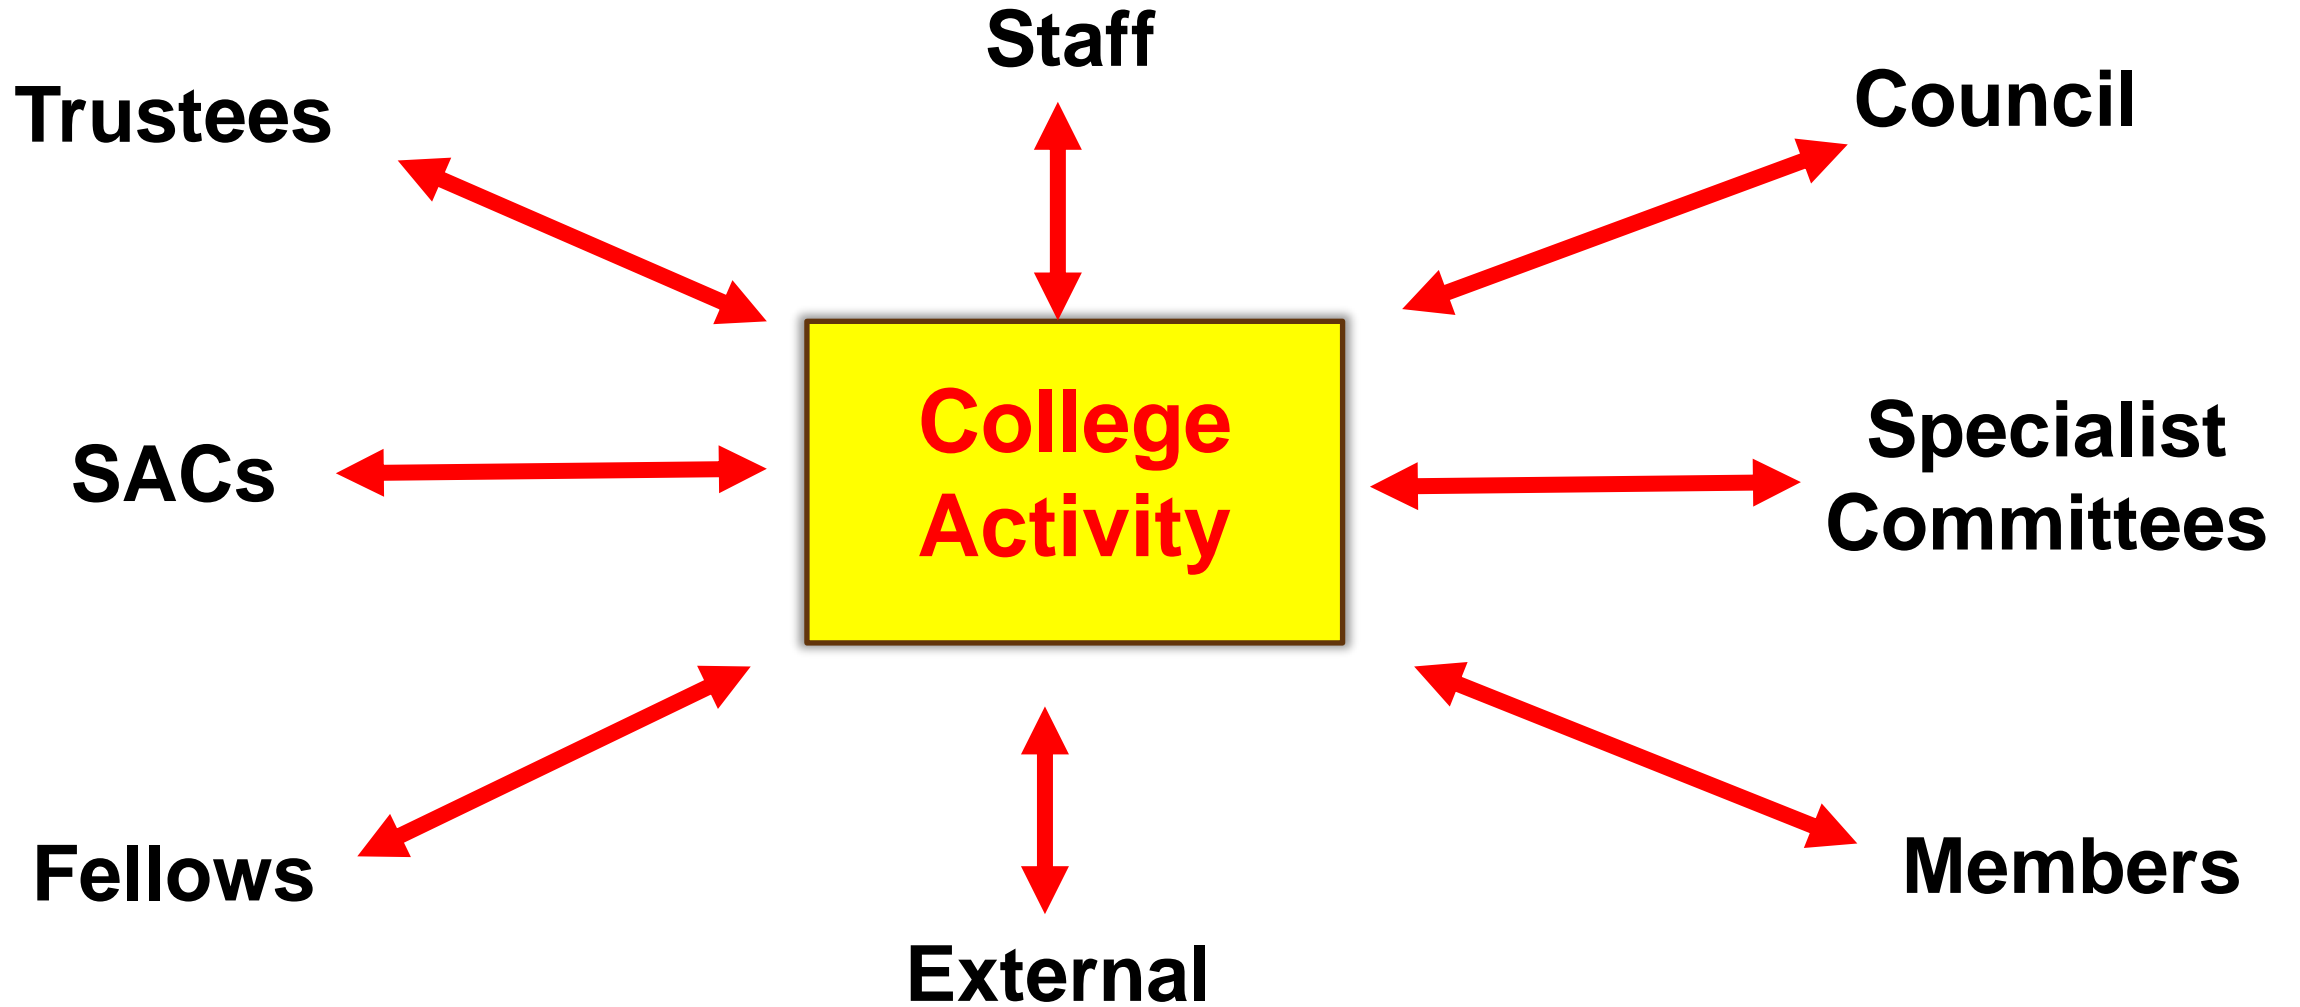 Staff
Trustees
Council
College
Activity
SACs
Specialist
Committees
Fellows
Members
External